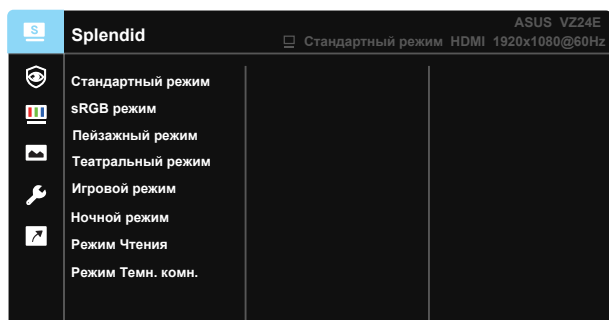 S
Splendid
ASUS VZ24E
Стандартный режим HDMI 1920x1080@60Hz
Стандартный режим
sRGB режим
Пейзажный режим
Театральный режим
Игровой режим
Ночной режим
Режим Чтения
Режим Темн. комн.